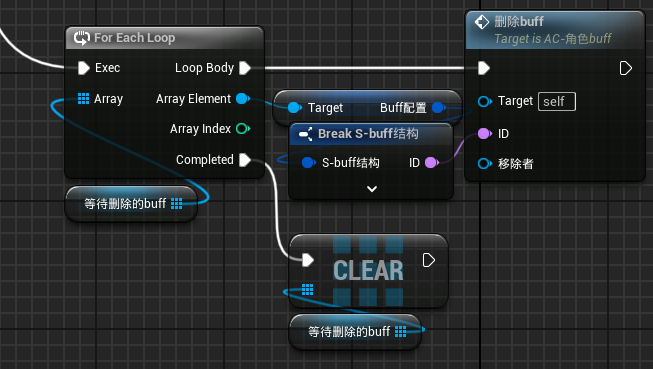 删除buff
Target is AC-角色buff
For Each Loop
Exec
Loop Body
Array
Array Element
Target
Buff配置
Target
self
Array Index
Break S-buff结构
ID
Completed
S-buff结构
ID
移除者
等待删除的buff
CLEAR
等待删除的buff